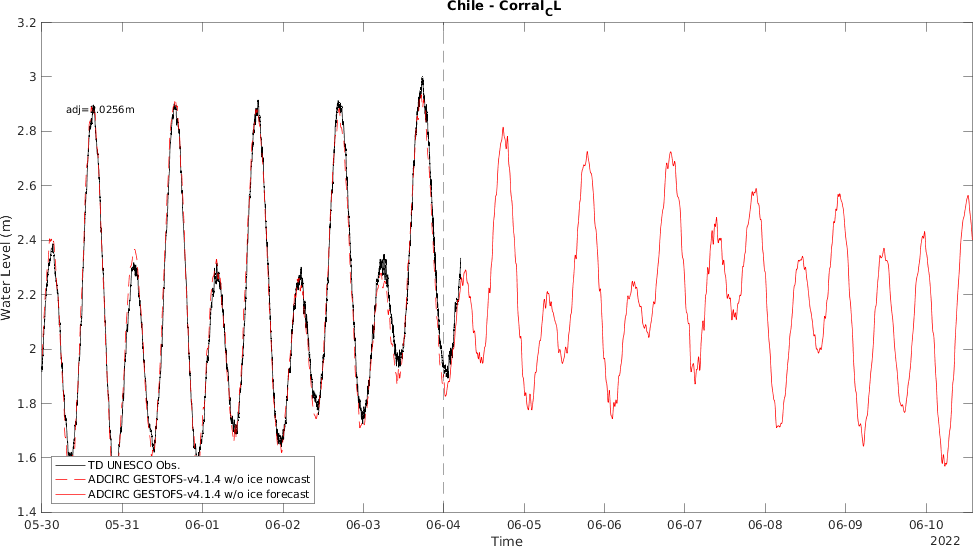 Chile - Corral_CL
3.2
3
2.8
2.6
2.4
2.2
2
1.8
1.6
1.4
Water Level (m)
adj=1.0256m
TD UNESCO Obs.
ADCIRC GESTOFS-v4.1.4 w/o ice nowcast
ADCIRC GESTOFS-v4.1.4 w/o ice forecast
05-30 05-31 06-01 06-02 06-03 06-04 06-05 06-06 06-07 06-08 06-09 06-10
Time
2022